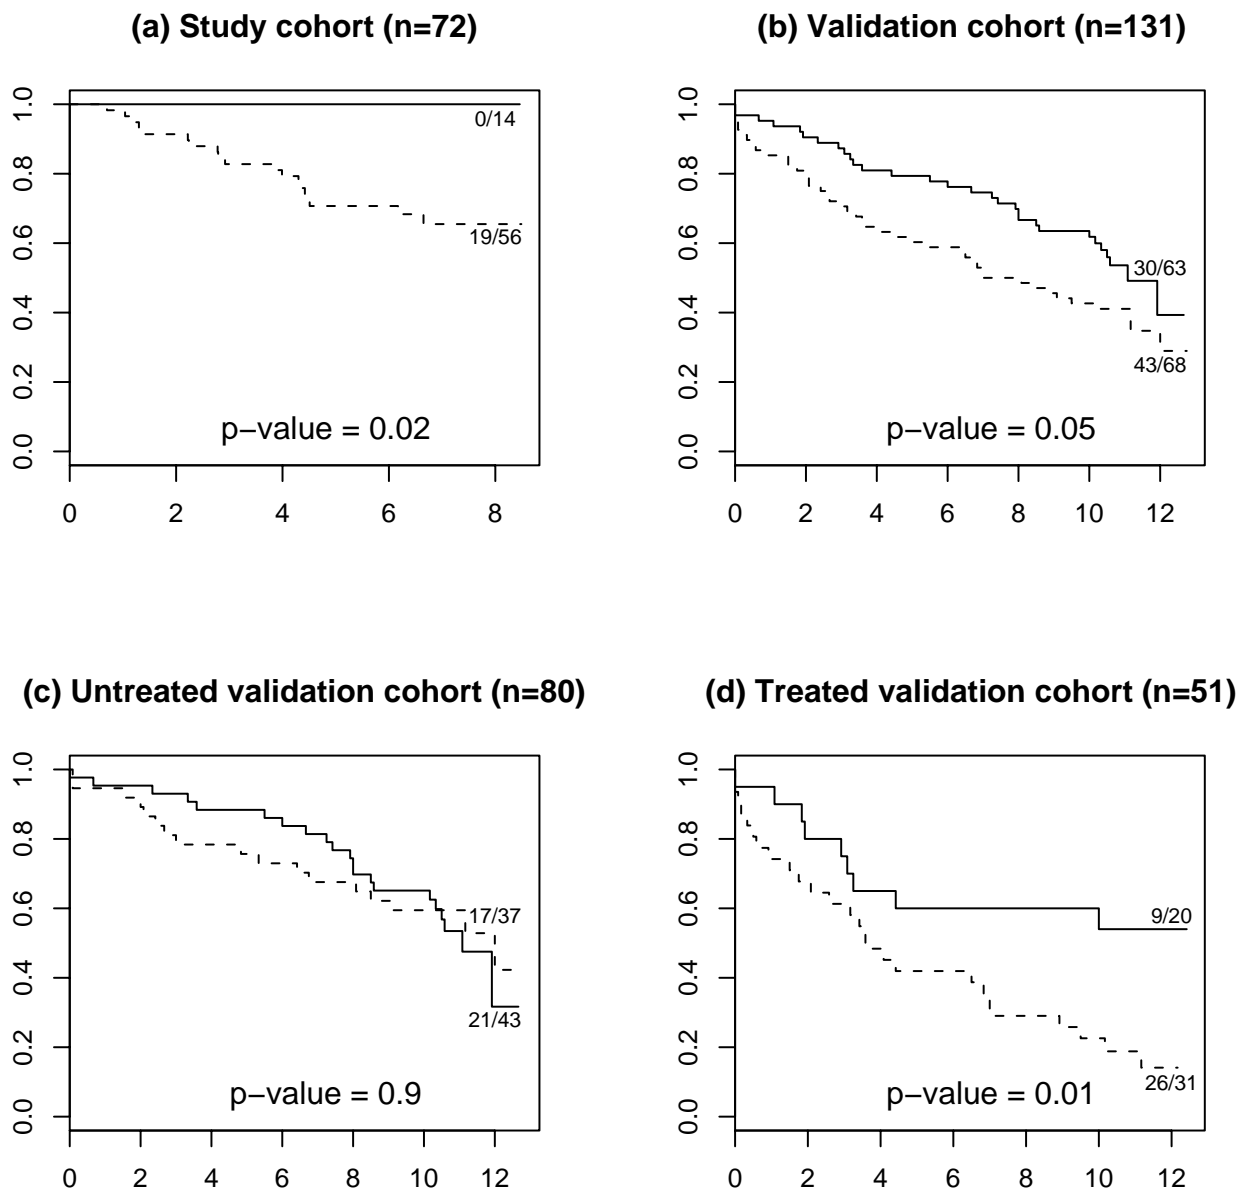 (a) Study cohort (n=72)
1.0
0.8
0.6
0.4
0.2
0.0
0/14
19/56
p−value = 0.02
0 2 4 6 8
(b) Validation cohort (n=131)
1.0
0.8
0.6
0.4
0.2
0.0
30/63
43/68
p−value = 0.05
0 2 4 6 8 10 12
(c) Untreated validation cohort (n=80)
1.0
0.8
0.6
0.4
0.2
0.0
17/37
21/43
p−value = 0.9
0 2 4 6 8 10 12
(d) Treated validation cohort (n=51)
1.0
0.8
0.6
0.4
0.2
0.0
9/20
26/31
p−value = 0.01
0 2 4 6 8 10 12